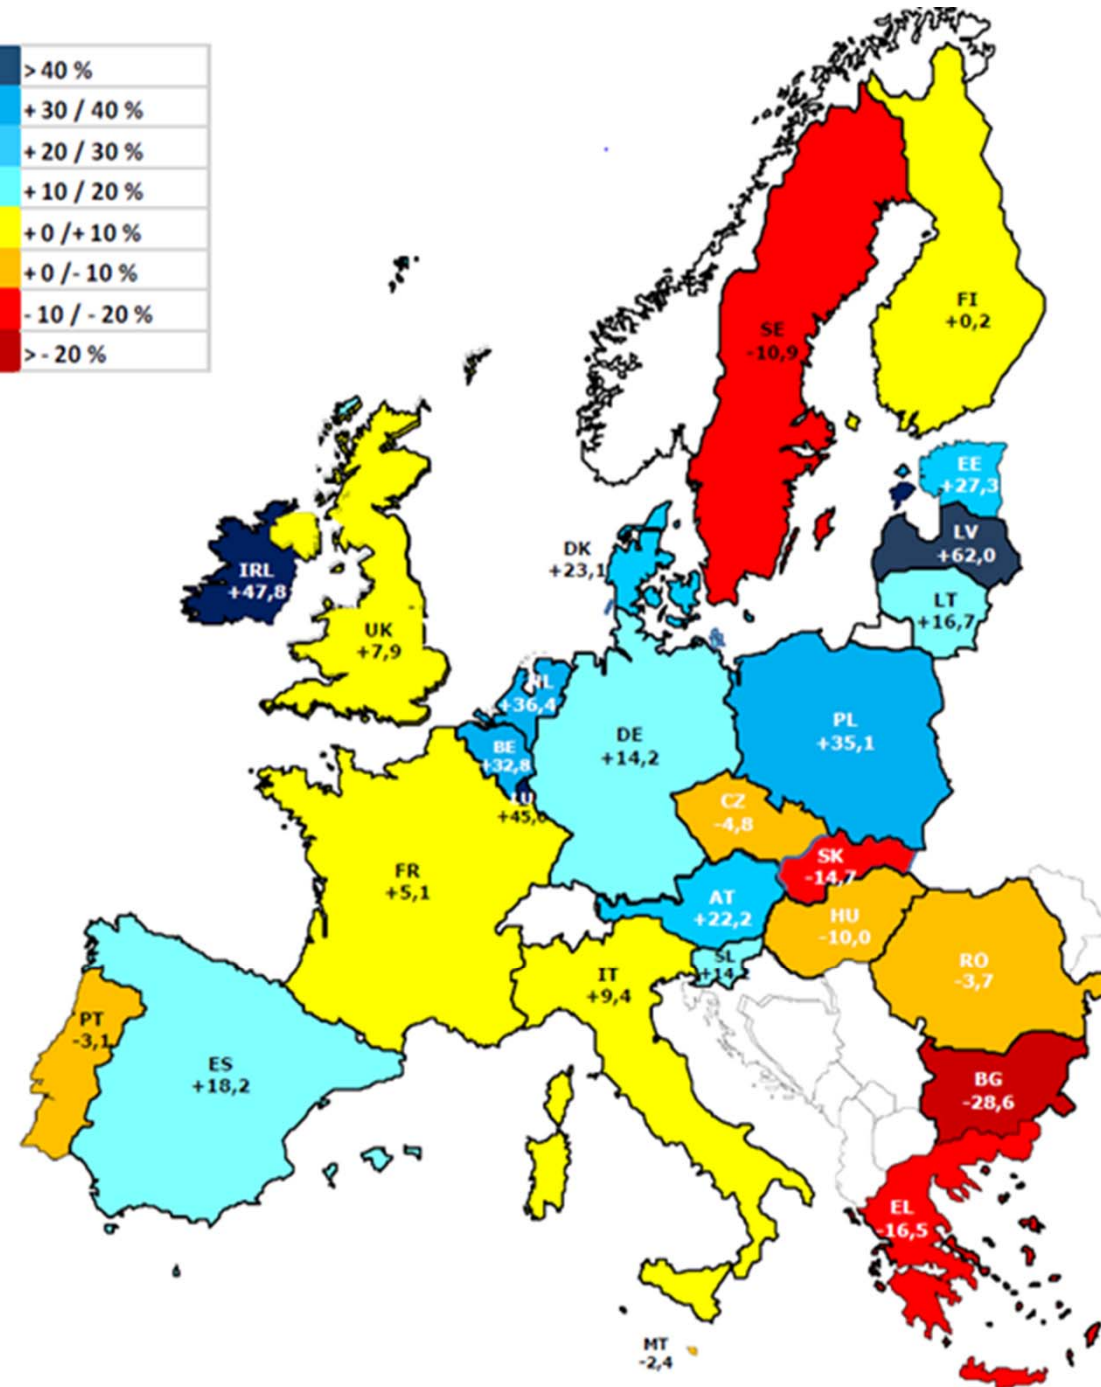 > 40 %
+ 30 / 40 %
+ 20 / 30 %
+ 10 / 20 %
+ 0 /+ 10 %
+ 0 /- 10 %
- 10 / - 20 %
> - 20 %
FI
+0,2
SE
-10,9
EE
+27,3
LV
+62,0
DK
+23,1
IRL
+47,8
LT
+16,7
UK
+7,9
NL
+36,4
PL
+35,1
DE
+14,2
BE
+32,8
LU
CZ
-4,8
SK
-14,7
FR
+5,1
AT
+22,2
HU
-10,0
SL
+14,2
RO
-3,7
IT
+9,4
PT
-3,1
ES
+18,2
BG
-28,6
EL
-16,5
MT
-2,4